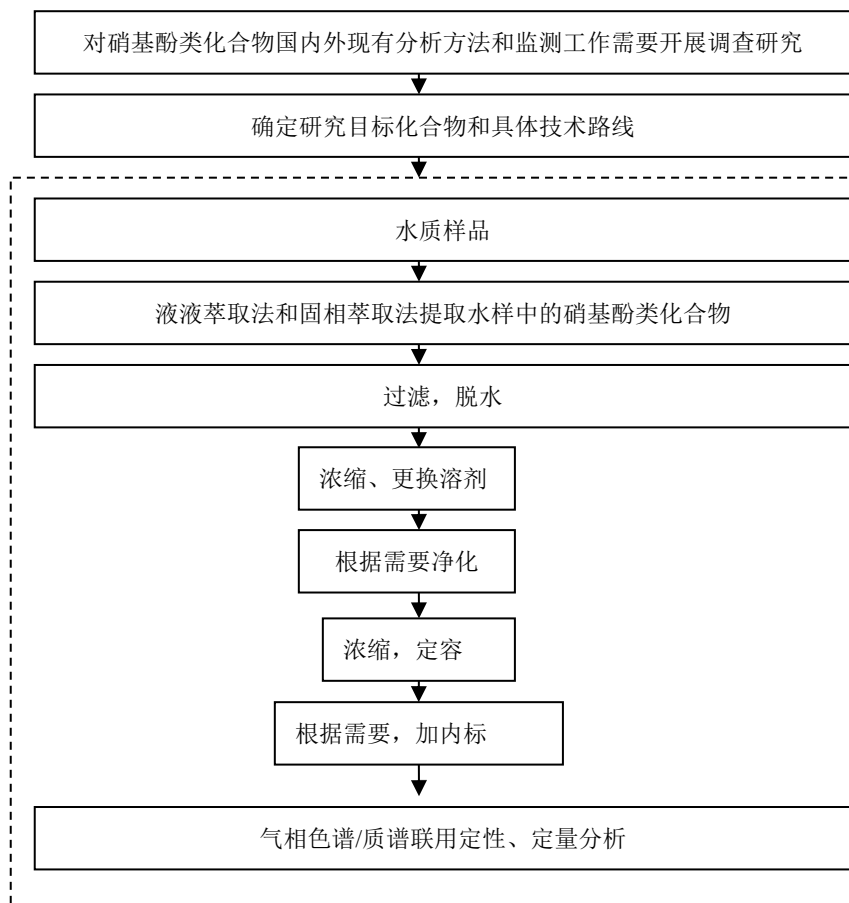 对硝基酚类化合物国内外现有分析方法和监测工作需要开展调查研究
确定研究目标化合物和具体技术路线
水质样品
液液萃取法和固相萃取法提取水样中的硝基酚类化合物
过滤，脱水
浓缩、更换溶剂
根据需要净化
浓缩，定容
根据需要，加内标
气相色谱/质谱联用定性、定量分析